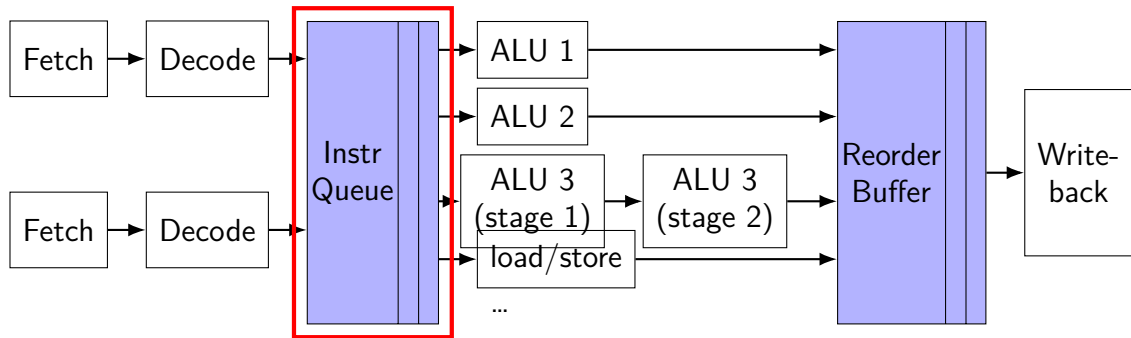 Fetch
Decode
Fetch
Decode
Instr
Queue
ALU 1
ALU 2
ALU 3
(stage 1)
ALU 3
(stage 2)
load/store
...
Reorder
Buffer
Write-
back